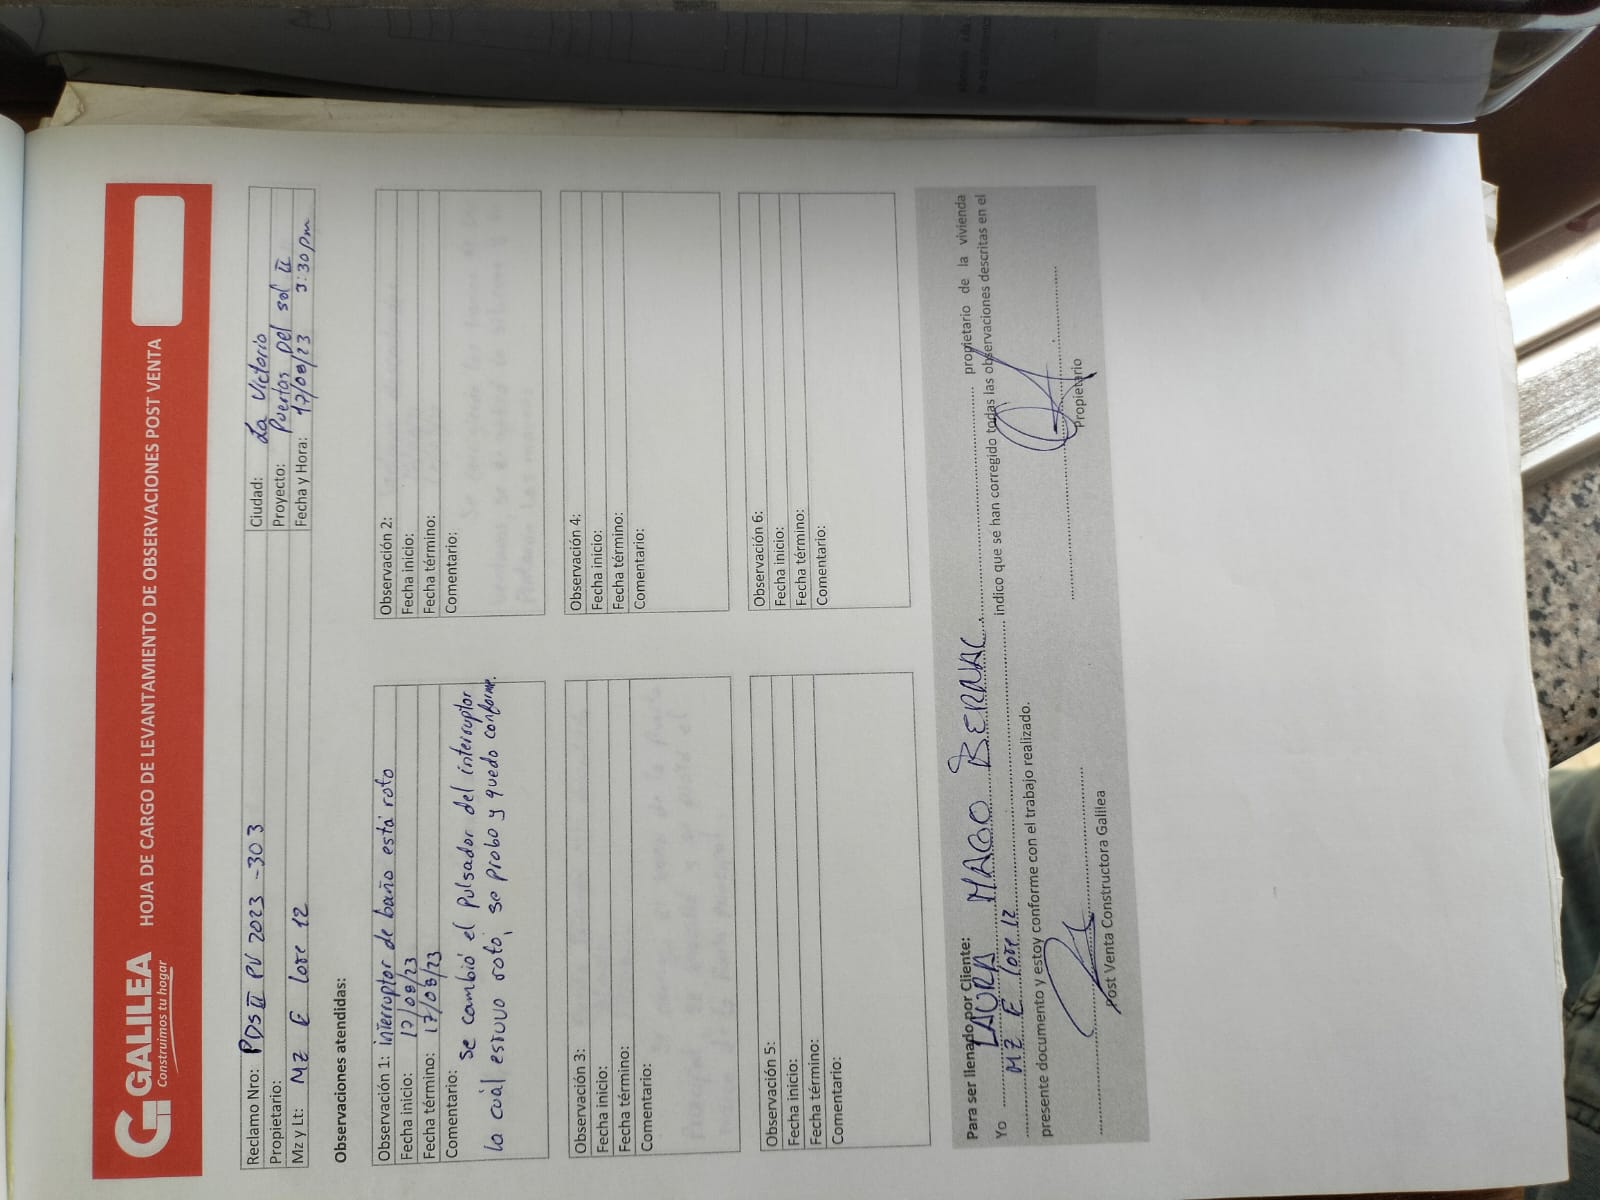 GALILEA
Construimos tu hogar
HOJA DE CARGO DE LEVANTAMIENTO DE OBSERVACIONES POST VENTA
Reclamo Nro: PDS II PV 2023 - 303
Ciudad: La Victoria
Propietario:
Proyecto: Puertas Del sol II
Mz y Lt: Mz E Lote 12
Fecha y Hora: 17/08/23 3:30 pm
Observaciones atendidas:
Observación 1: interruptor de baño está roto
Fecha inicio: 17/08/23
Fecha término: 17/08/23
Comentario: se cambió el Pulsador del interruptor
la cuál estuvo roto, se probo y quedo conforme.
Observación 2:
Fecha inicio:
Fecha término:
Comentario:
Observación 3:
Fecha inicio:
Fecha término:
Comentario:
Observación 4:
Fecha inicio:
Fecha término:
Comentario:
Observación 5:
Fecha inicio:
Fecha término:
Comentario:
Observación 6:
Fecha inicio:
Fecha término:
Comentario:
Para ser llenado por Cliente:
Yo LAURA MAGO BERNAL propietario de la vivienda
MZ E lote 12 indico que se han corregido todas las observaciones descritas en el
presente documento y estoy conforme con el trabajo realizado.
Post Venta Constructora Galilea
Propietario